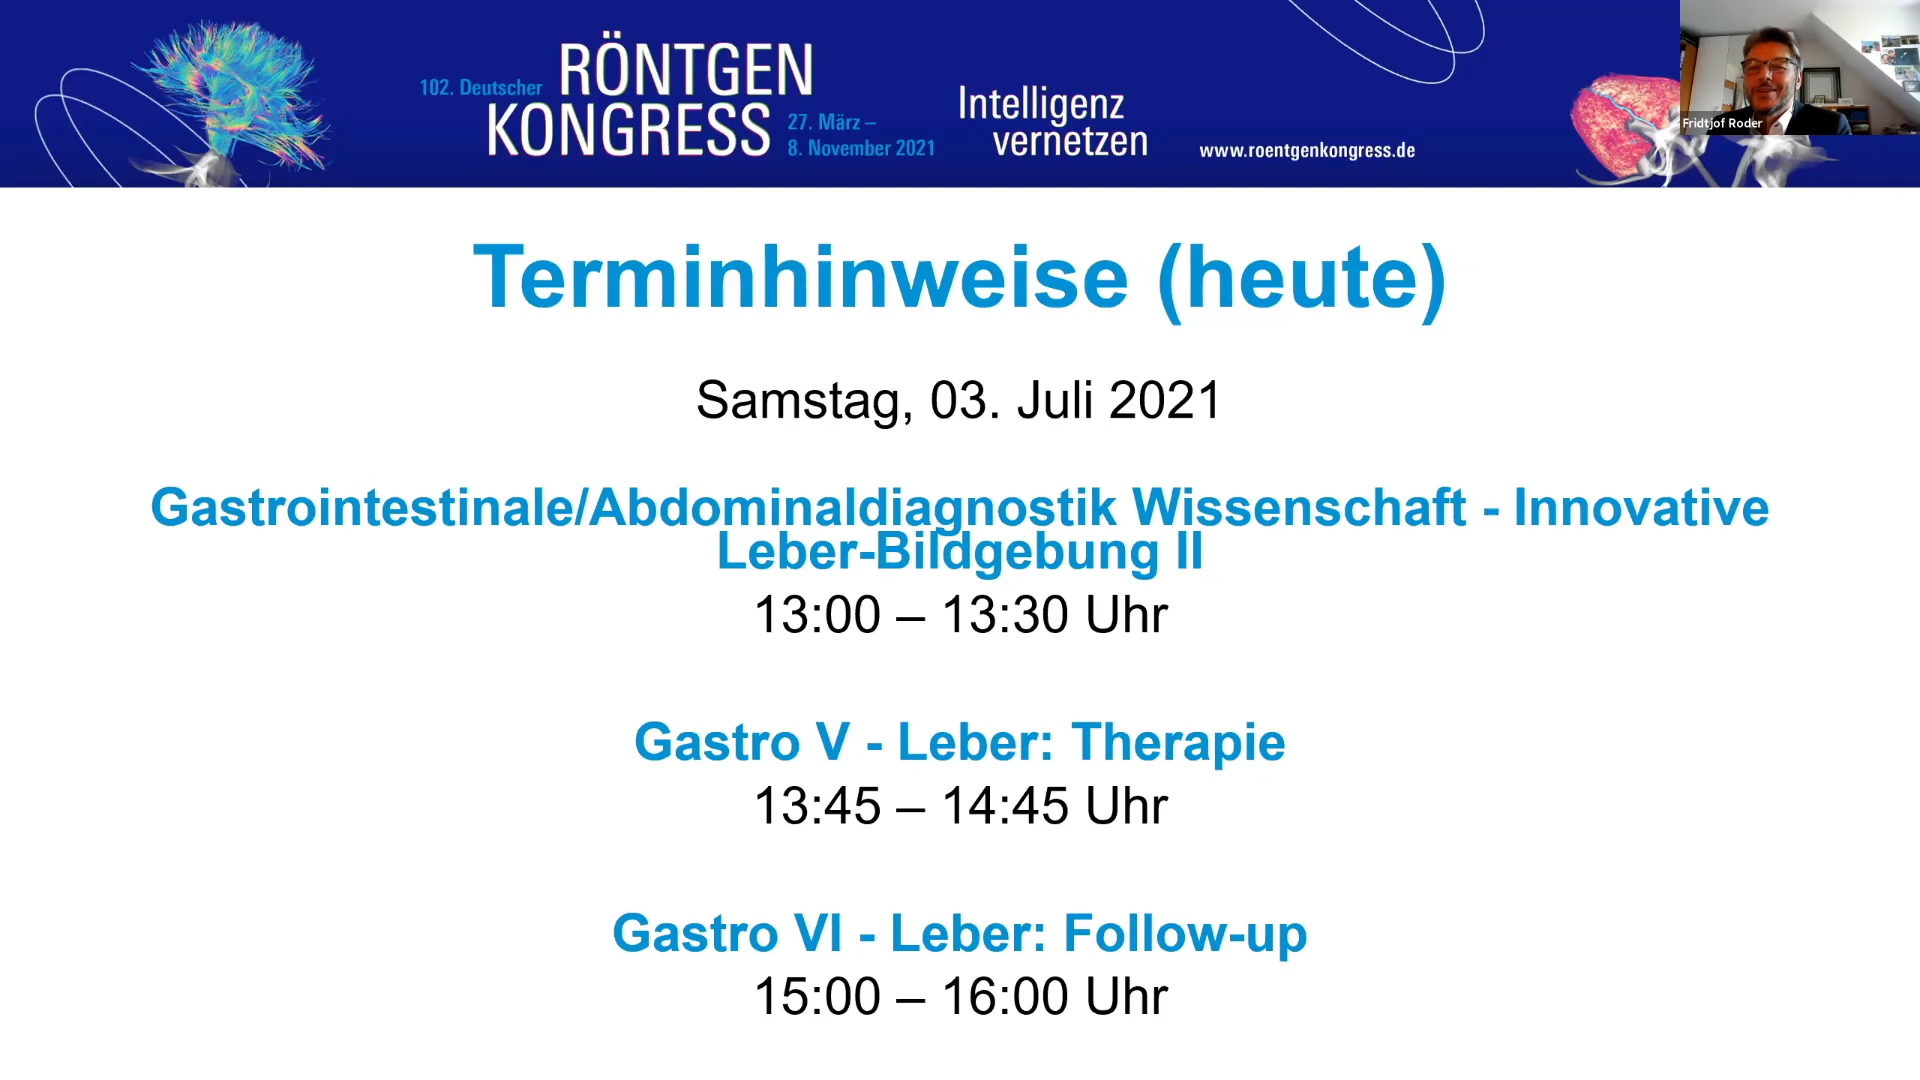 102. Deutscher RÖNTGEN
KONGRESS
27. März –
8. November 2021
Intelligenz
vernetzen
www.roentgenkongress.de
Fridtjof Roder
Terminhinweise (heute)
Samstag, 03. Juli 2021
Gastrointestinale/Abdominaldiagnostik Wissenschaft - Innovative
Leber-Bildgebung II
13:00 – 13:30 Uhr
Gastro V - Leber: Therapie
13:45 – 14:45 Uhr
Gastro VI - Leber: Follow-up
15:00 – 16:00 Uhr